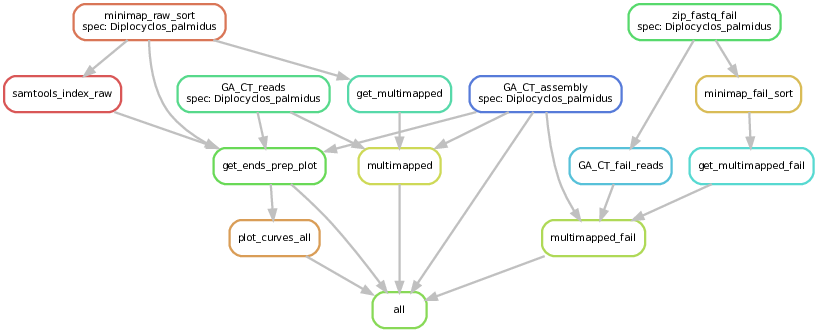 minimap_raw_sort
spec: Diplocyclos_palmidus
zip_fastq_fail
spec: Diplocyclos_palmidus
samtools_index_raw
GA_CT_reads
spec: Diplocyclos_palmidus
get_multimapped
GA_CT_assembly
spec: Diplocyclos_palmidus
minimap_fail_sort
get_ends_prep_plot
multimapped
GA_CT_fail_reads
get_multimapped_fail
plot_curves_all
multimapped_fail
all